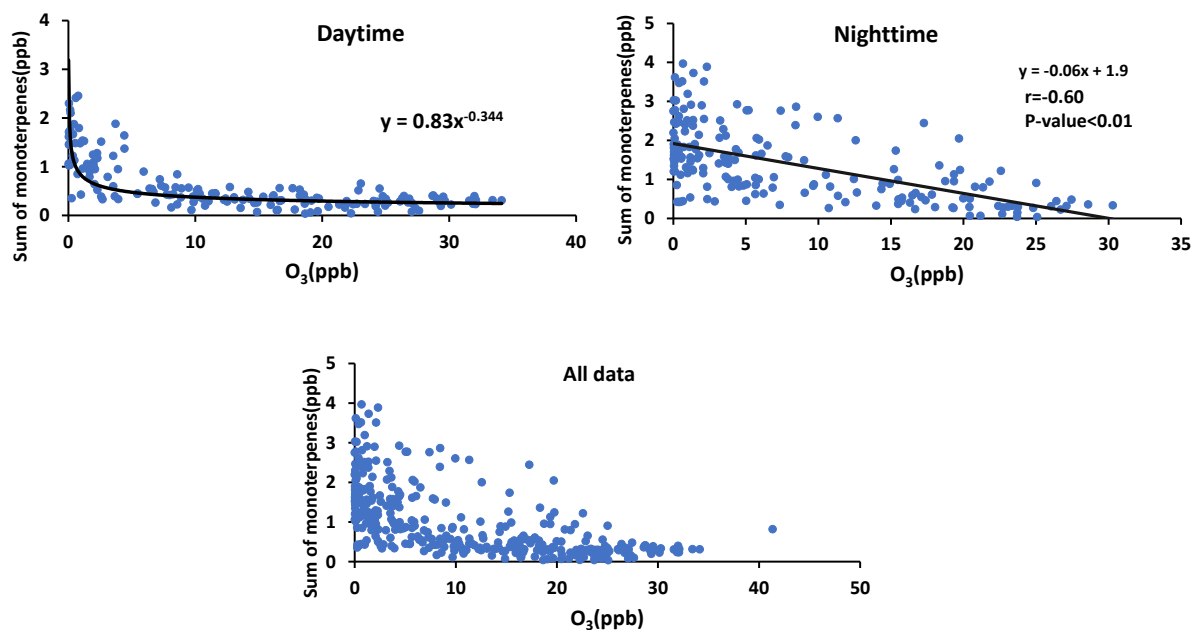 Daytime
Sum of monoterpenes(ppb)
4
3
2
1
0
y = 0.83x^-0.344
0 10 20 30 40
O₃(ppb)
Nighttime
Sum of monoterpenes(ppb)
5
4
3
2
1
0
y = -0.06x + 1.9
r=-0.60
P-value<0.01
0 5 10 15 20 25 30 35
O₃(ppb)
All data
Sum of monoterpenes(ppb)
5
4
3
2
1
0
0 10 20 30 40 50
O₃(ppb)